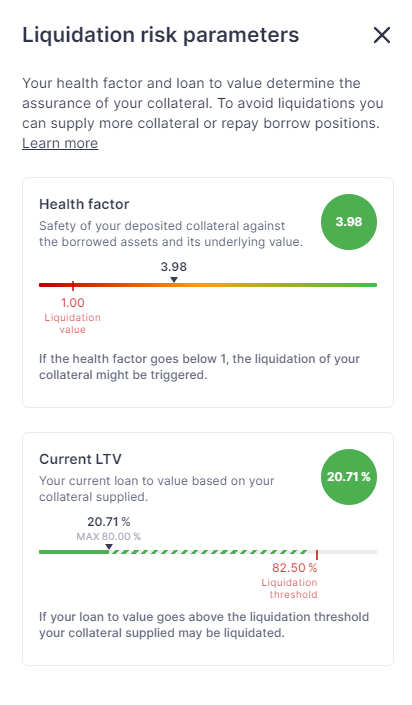 Liquidation risk parameters
Your health factor and loan to value determine the
assurance of your collateral. To avoid liquidations you
can supply more collateral or repay borrow positions.
Learn more
Health factor
Safety of your deposited collateral against
the borrowed assets and its underlying value.
3.98
3.98
1.00
Liquidation
value
If the health factor goes below 1, the liquidation of your
collateral might be triggered.
Current LTV
Your current loan to value based on your
collateral supplied.
20.71 %
20.71 %
MAX 80.00 %
82.50 %
Liquidation
threshold
If your loan to value goes above the liquidation threshold
your collateral supplied may be liquidated.